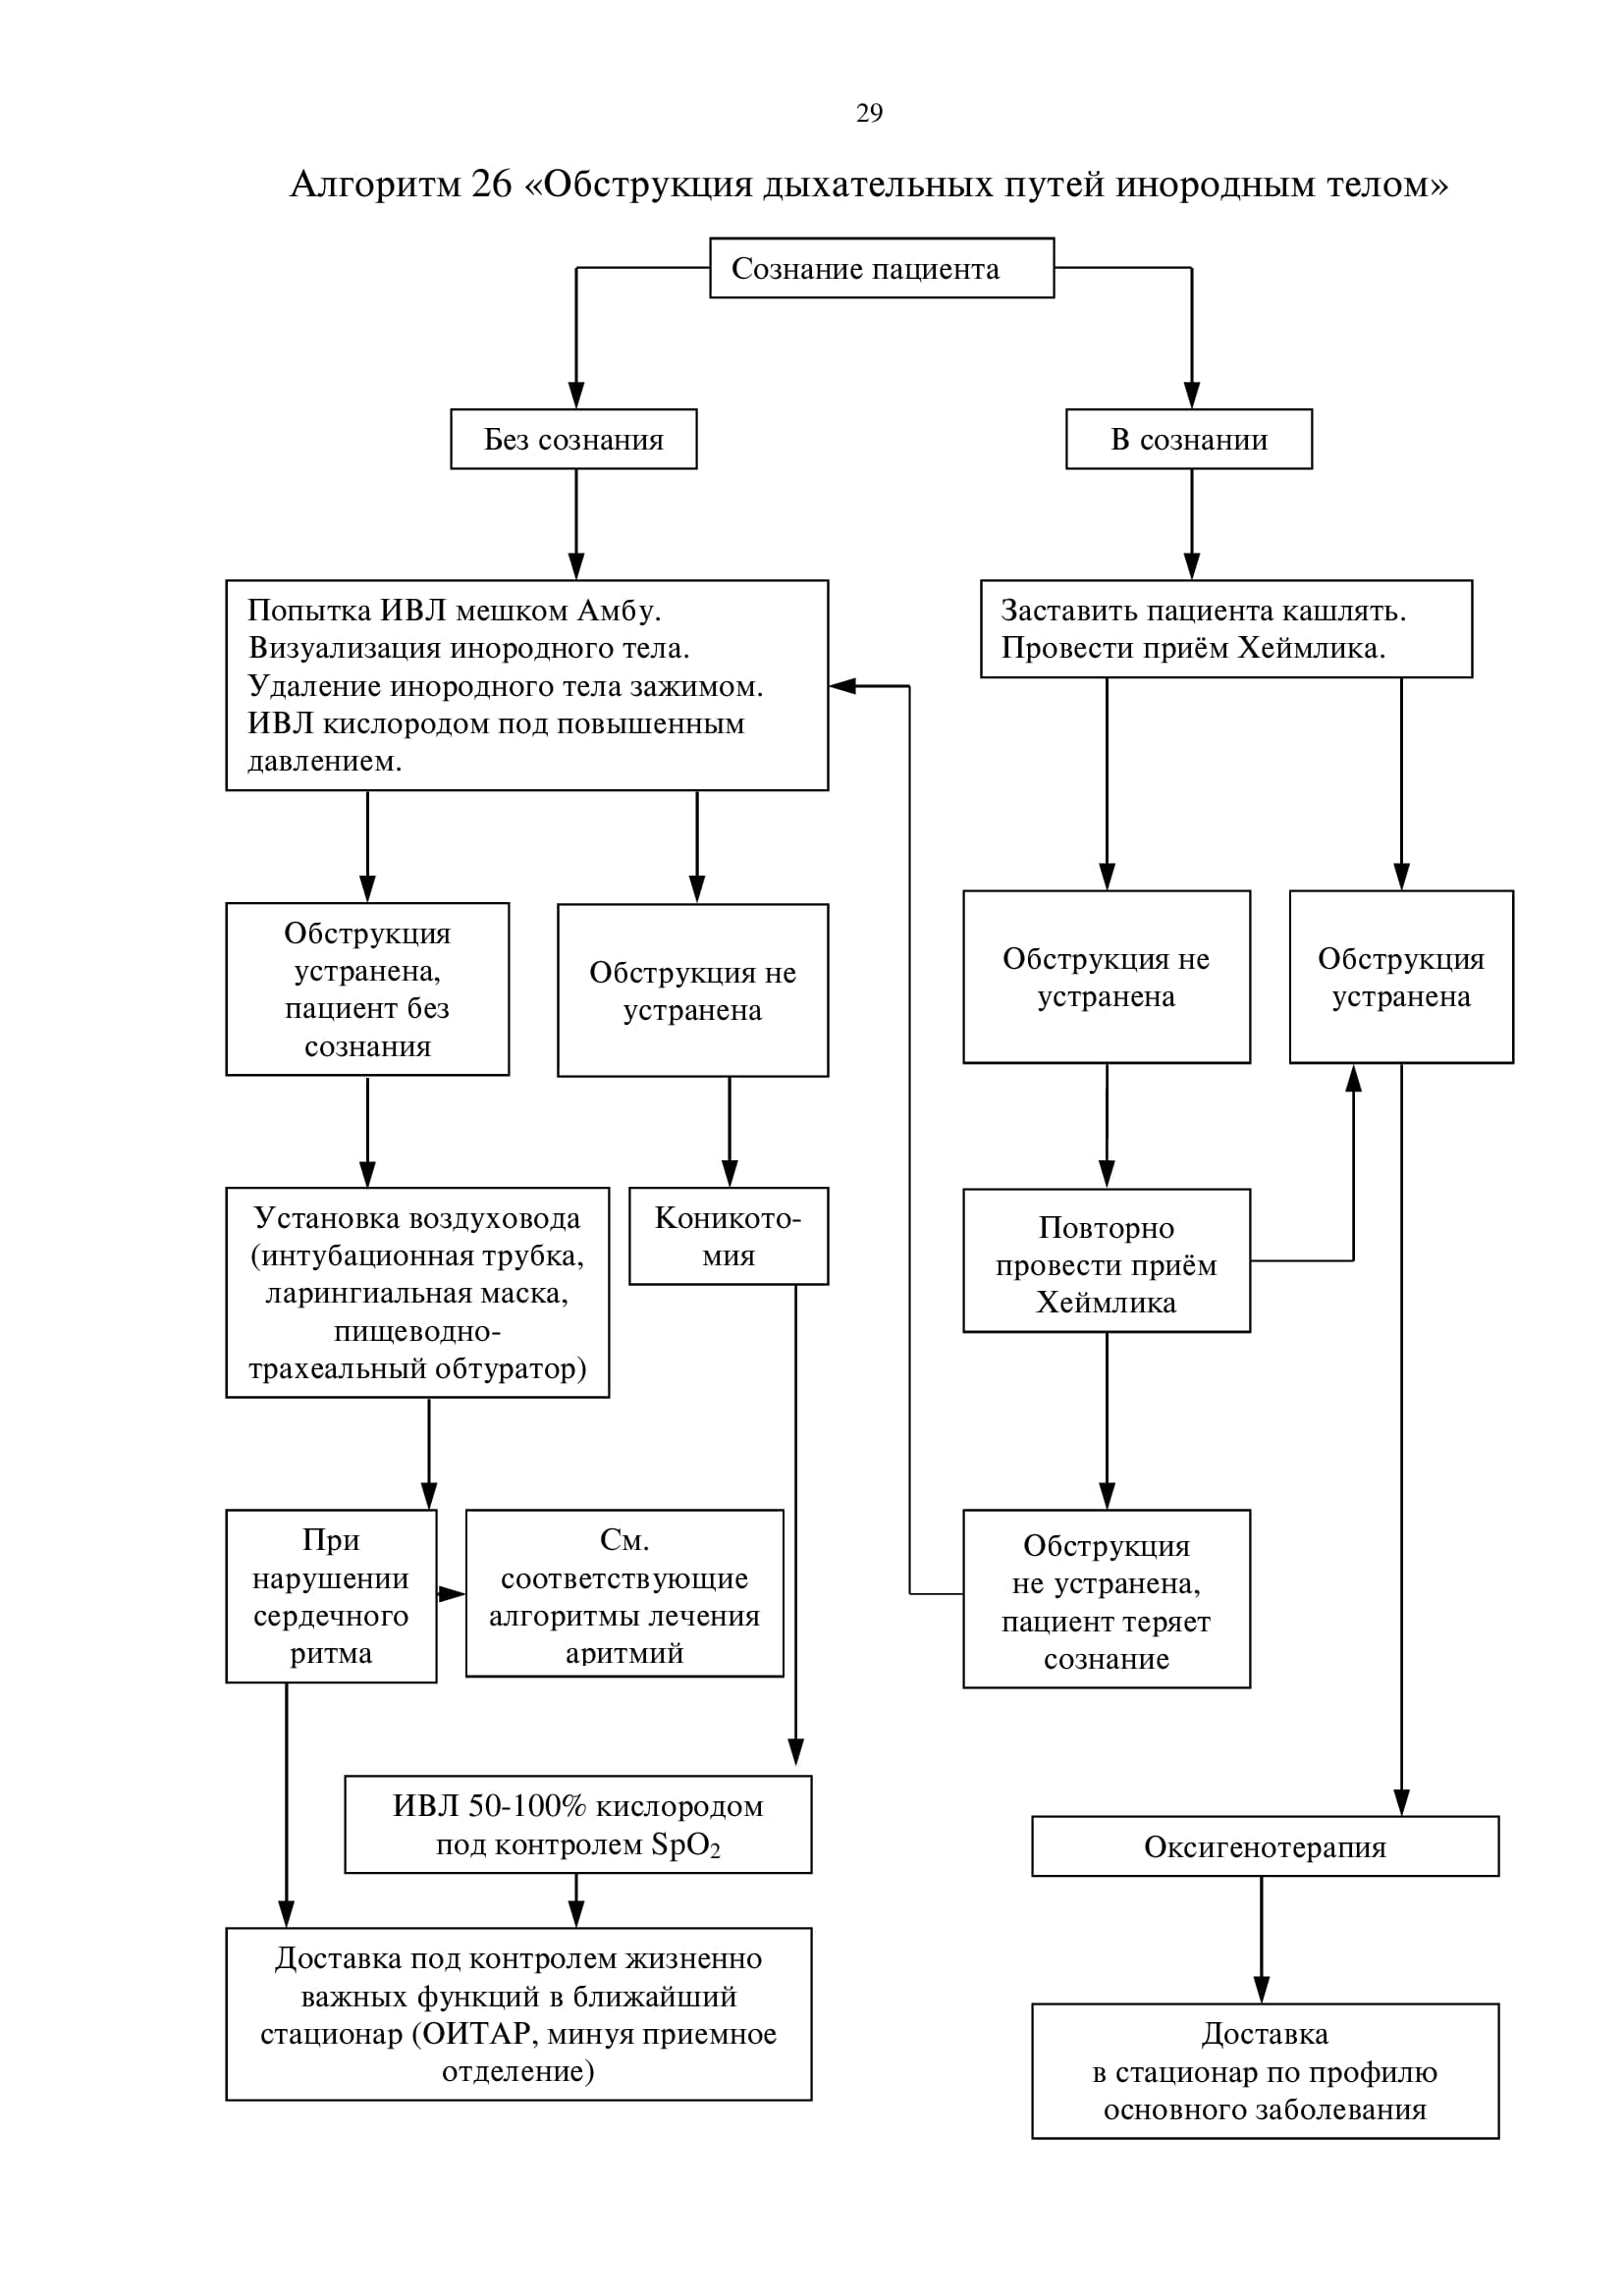 29
Алгоритм 26 «Обструкция дыхательных путей инородным телом»
Сознание пациента
Без сознания
В сознании
Попытка ИВЛ мешком Амбу.
Визуализация инородного тела.
Удаление инородного тела зажимом.
ИВЛ кислородом под повышенным
давлением.
Заставить пациента кашлять.
Провести приём Хеймлика.
Обструкция
устранена,
пациент без
сознания
Обструкция не
устранена
Обструкция не
устранена
Обструкция
устранена
Установка воздуховода
(интубационная трубка,
ларингиальная маска,
пищеводно-
трахеальный обтуратор)
Коникото-
мия
Повторно
провести приём
Хеймлика
При
нарушении
сердечного
ритма
См.
соответствующие
алгоритмы лечения
аритмий
Обструкция
не устранена,
пациент теряет
сознание
ИВЛ 50-100% кислородом
под контролем SpO₂
Оксигенотерапия
Доставка под контролем жизненно
важных функций в ближайший
стационар (ОИТАР, минуя приемное
отделение)
Доставка
в стационар по профилю
основного заболевания